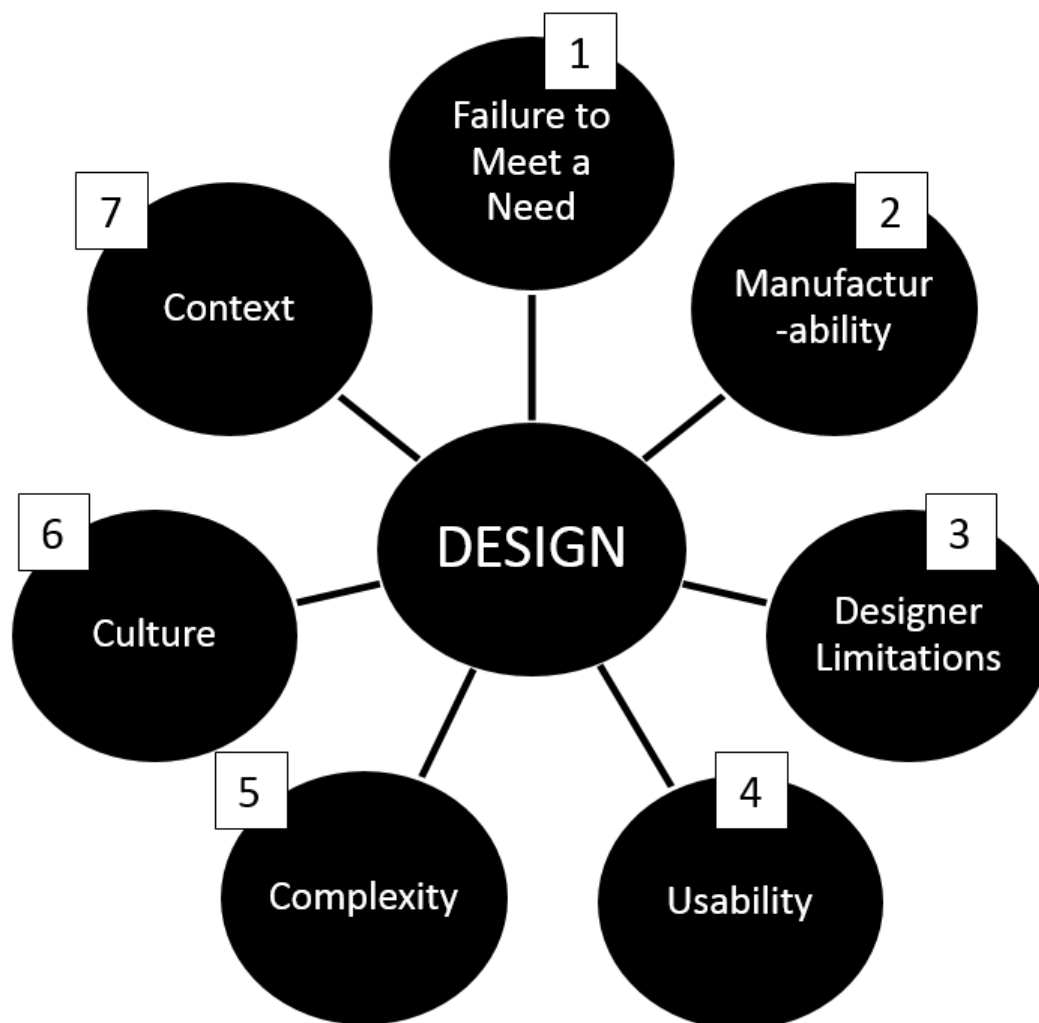 1
Failure to
Meet a
Need
2
Manufactur
-ability
3
Designer
Limitations
4
Usability
5
Complexity
6
Culture
7
Context
DESIGN